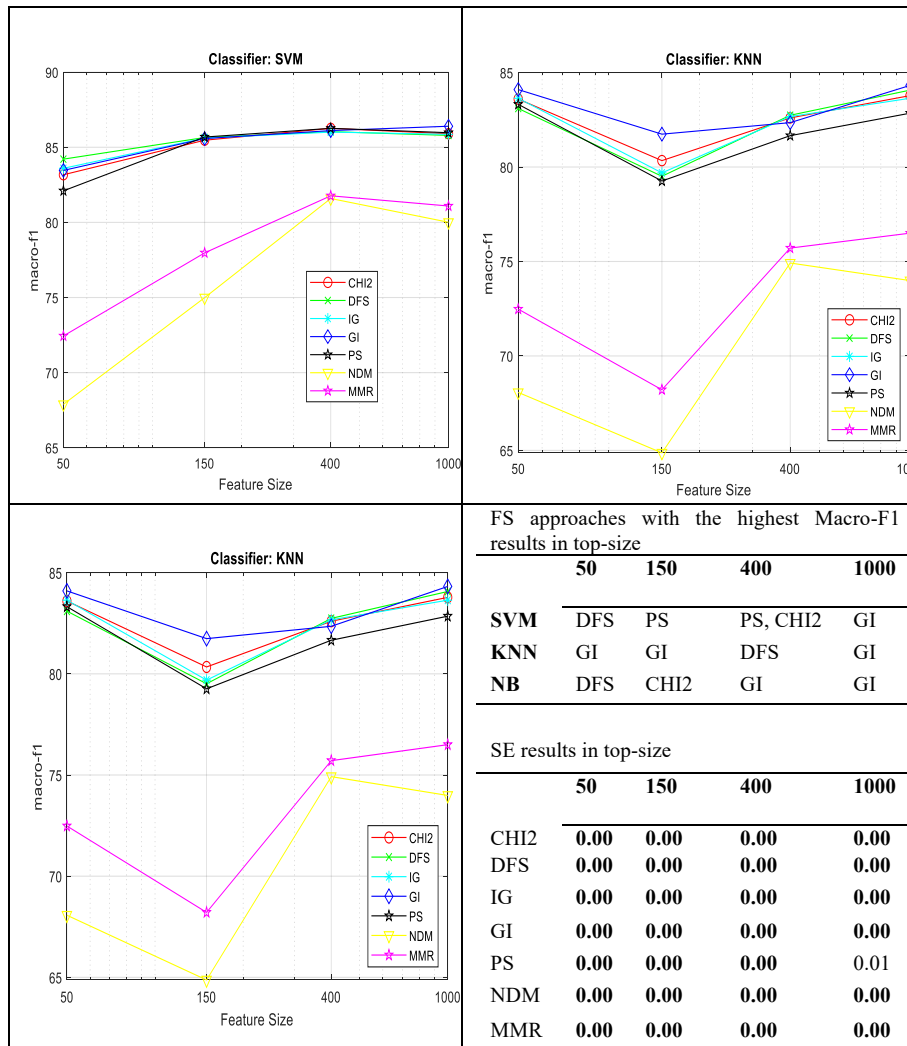 Classifier: SVM
90
85
80
75
70
65
macro-f1
50 150 400 1000
Feature Size
CHI2
DFS
IG
GI
PS
NDM
MMR
Classifier: KNN
85
80
75
70
65
macro-f1
50 150 400 10
Feature Size
CHI2
DFS
IG
GI
PS
NDM
MMR
Classifier: KNN
85
80
75
70
65
macro-f1
50 150 400 1000
Feature Size
CHI2
DFS
IG
GI
PS
NDM
MMR
FS approaches with the highest Macro-F1
results in top-size
50 150 400 1000
SVM DFS PS PS, CHI2 GI
KNN GI GI DFS GI
NB DFS CHI2 GI GI
SE results in top-size
50 150 400 1000
CHI2 0.00 0.00 0.00 0.00
DFS 0.00 0.00 0.00 0.00
IG 0.00 0.00 0.00 0.00
GI 0.00 0.00 0.00 0.00
PS 0.00 0.00 0.00 0.01
NDM 0.00 0.00 0.00 0.00
MMR 0.00 0.00 0.00 0.00